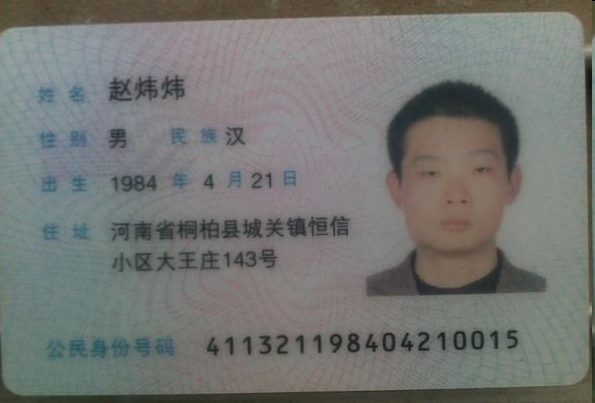 姓名 赵炜炜
性别 男 民族 汉
出生 1984 年 4 月 21 日
住址 河南省桐柏县城关镇恒信
小区大王庄143号
公民身份号码 411321198404210015